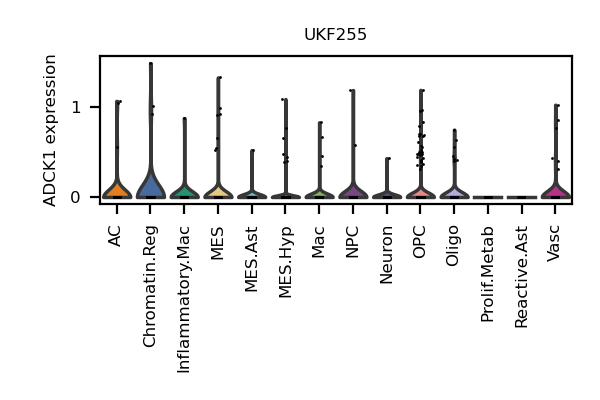 UKF255
ADCK1 expression
1
0
AC
Chromatin.Reg
Inflammatory.Mac
MES
MES.Ast
MES.Hyp
Mac
NPC
Neuron
OPC
Oligo
Prolif.Metab
Reactive.Ast
Vasc